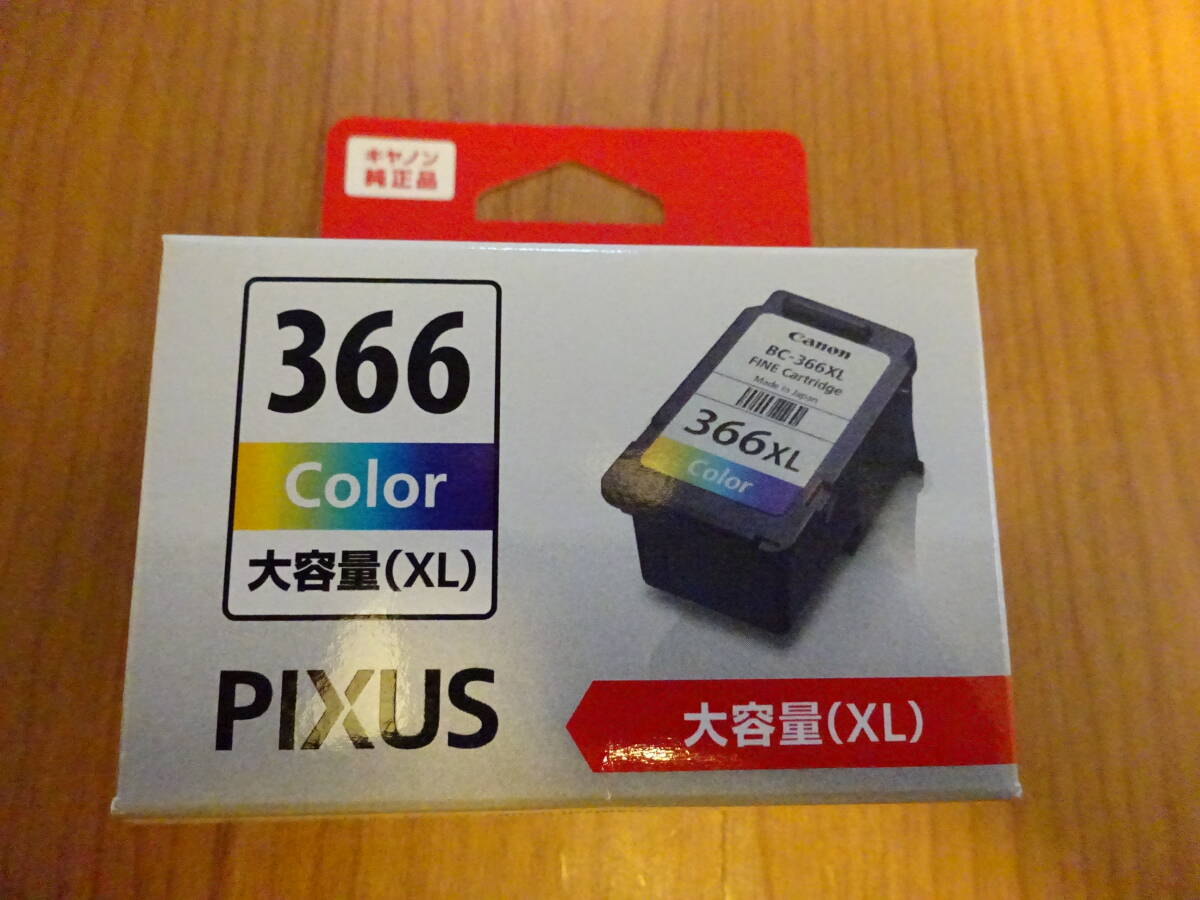 キヤノン
純正品
366
Color
大容量(XL)
PIXUS
Canon
BC-366XL
FINE Cartridge
Made in Japan
366XL
Color
大容量(XL)